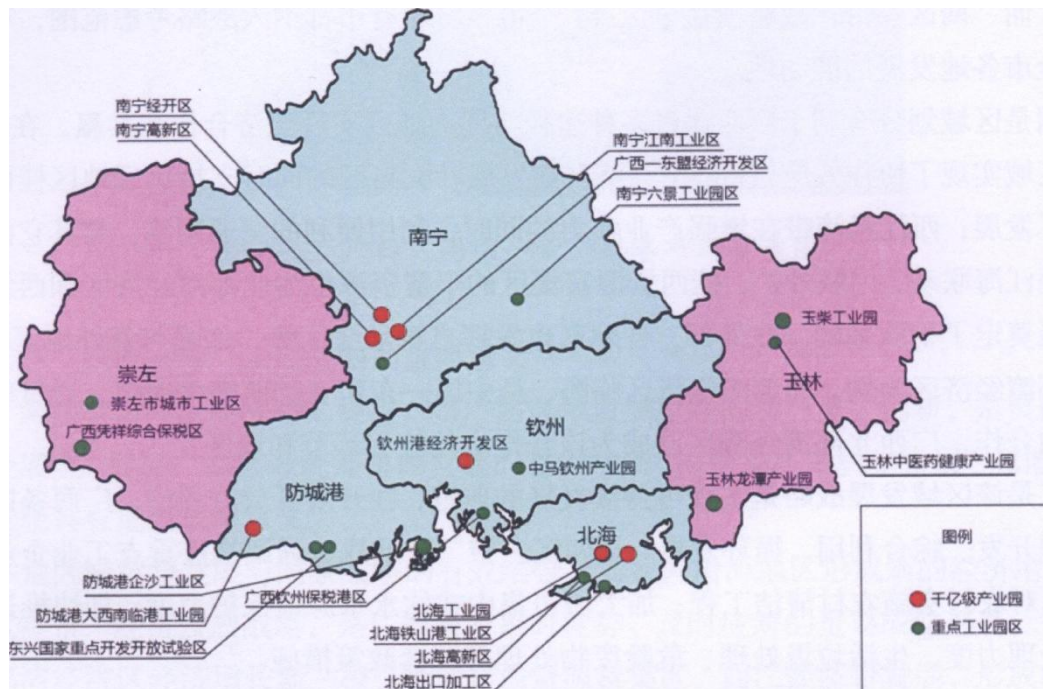 南宁经开区
南宁高新区
南宁江南工业区
广西—东盟经济开发区
南宁六景工业园区
南宁
玉柴工业园
崇左
玉林
崇左市城市工业区
广西凭祥综合保税区
钦州
钦州港经济开发区
中马钦州产业园
玉林中医药健康产业园
玉林龙潭产业园
防城港
北海
图例
防城港企沙工业区
广西钦州保税港区
千亿级产业园
防城港大西南临港工业园
北海工业园
重点工业园区
北海铁山港工业区
东兴国家重点开发开放试验区
北海高新区
北海出口加工区